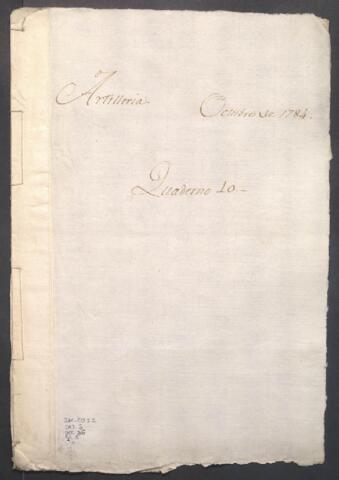 Artilleria
Octubre de 1784.
Quaderno 10